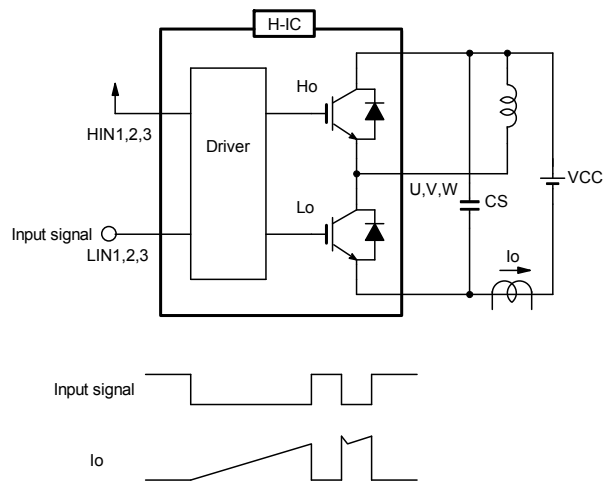 H-IC
Ho
HIN1,2,3
Driver
U,V,W
CS
VCC
Lo
Input signal
LIN1,2,3
Io
Input signal
Io